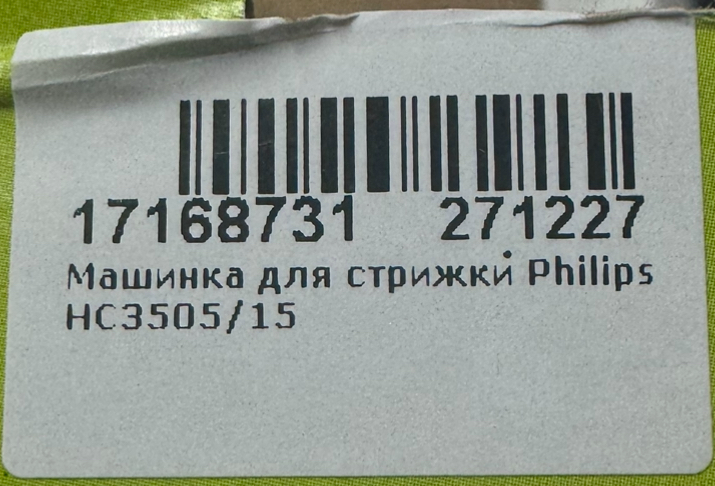 17168731 271227
Машинка для стрижки Philips
HC3505/15